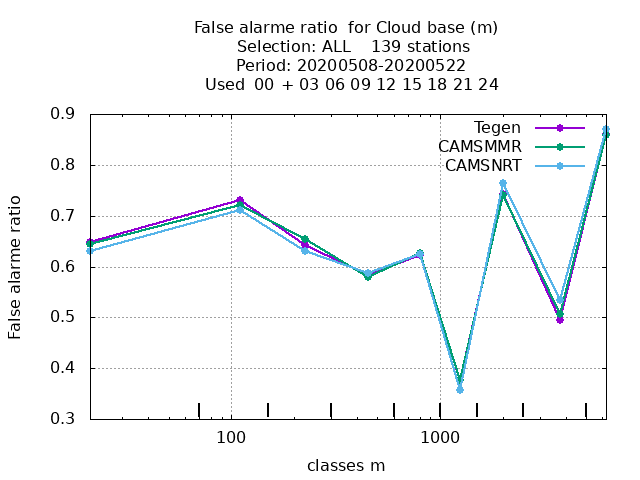 False alarme ratio  for Cloud base (m)
Selection: ALL    139 stations
Period: 20200508-20200522
Used  00 + 03 06 09 12 15 18 21 24
0.9
Tegen
CAMSMMR
CAMSNRT
0.8
0.7
0.6
0.5
0.4
0.3
False alarme ratio
100
1000
classes m